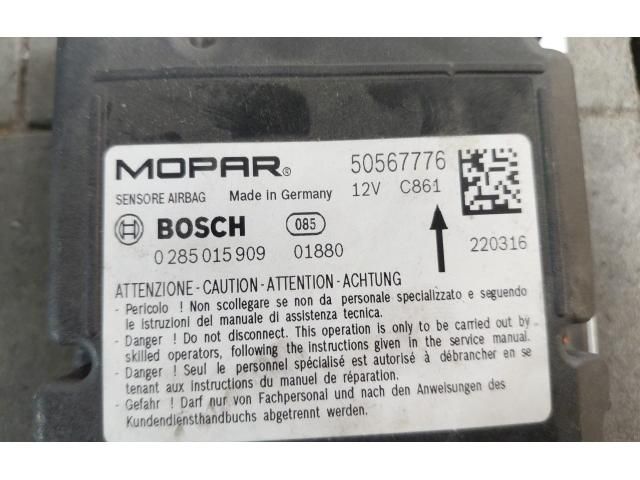 MOPAR® 50567776
SENSORE AIRBAG Made in Germany 12V C861
BOSCH 085
0 285 015 909 01880 220316
ATTENZIONE - CAUTION - ATTENTION - ACHTUNG
- Pericolo ! Non scollegare se non da personale specializzato e seguendo
le istruzioni del manuale di assistenza tecnica.
- Danger ! Do not disconnect. This operation is only to be carried out by
skilled operators, following the instructions given in the service manual.
- Danger ! Seul le personnel spécialisé est autorisé à débrancher en se
tenant aux instructions du manuel de réparation.
- Gefahr ! Darf nur von Fachpersonal und nach den Anweisungen des
Kundendiensthandbuchs abgetrennt werden.